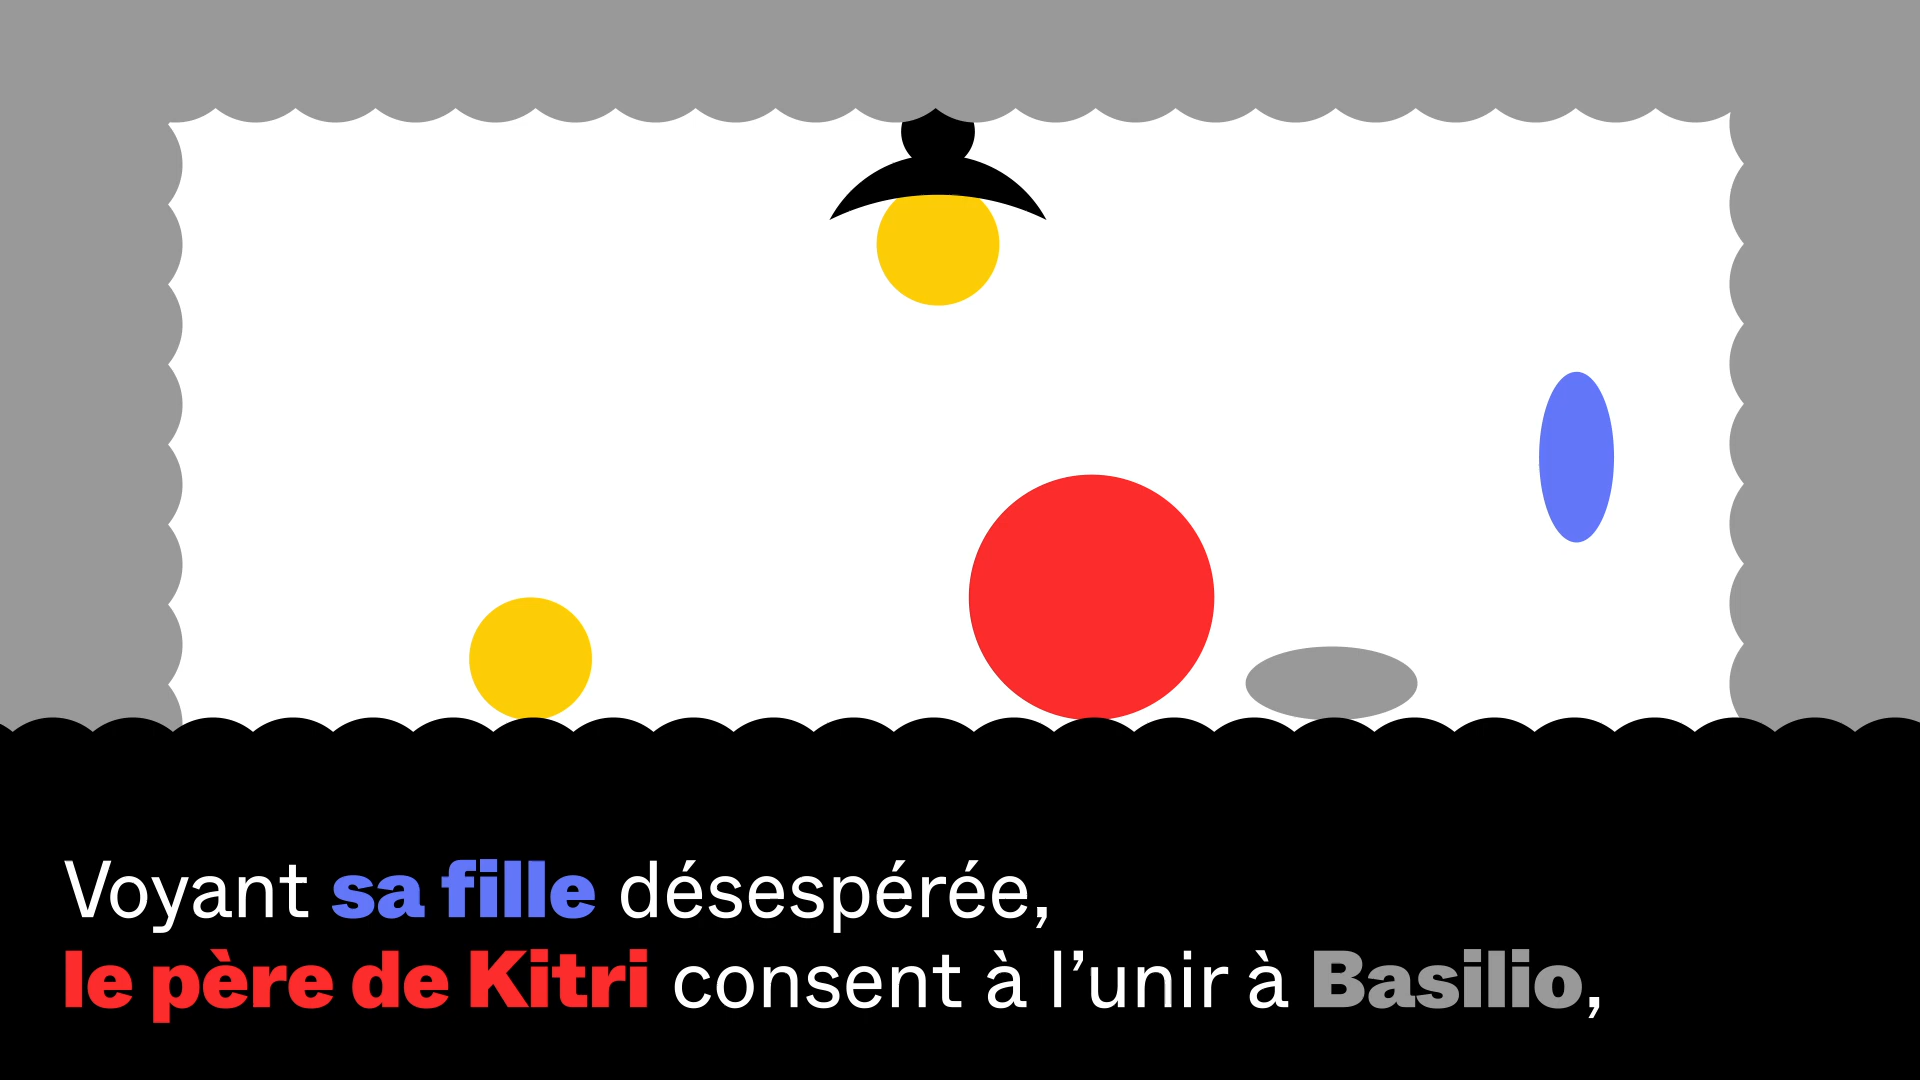 Voyant sa fille désespérée,
le père de Kitri consent à l’unir à Basilio,